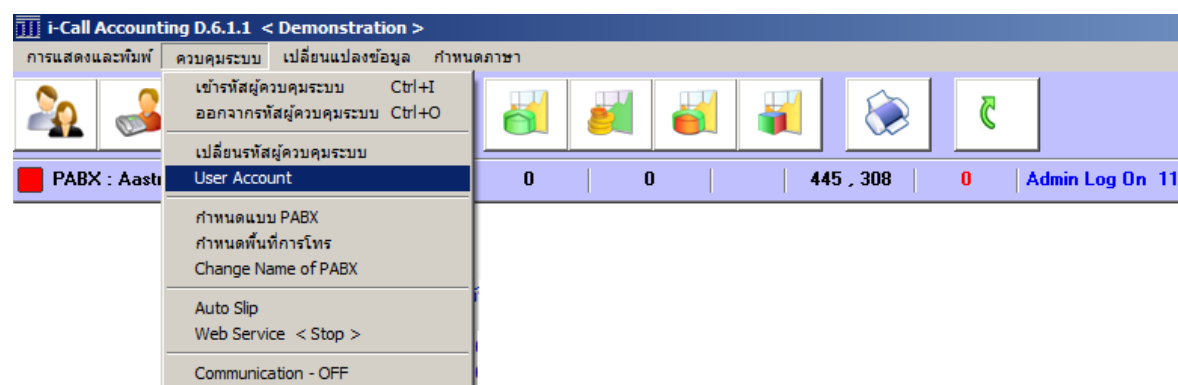 i-Call Accounting D.6.1.1 < Demonstration >
การแสดงและพิมพ์ ควบคุมระบบ เปลี่ยนแปลงข้อมูล กำหนดภาษา
เข้ารหัสผู้ควบคุมระบบ Ctrl+I
ออกจากรหัสผู้ควบคุมระบบ Ctrl+O
เปลี่ยนรหัสผู้ควบคุมระบบ
PABX : Aast User Account 0 0 445 , 308 0 Admin Log On 11
กำหนดแบบ PABX
กำหนดพื้นที่การโทร
Change Name of PABX
Auto Slip
Web Service < Stop >
Communication - OFF